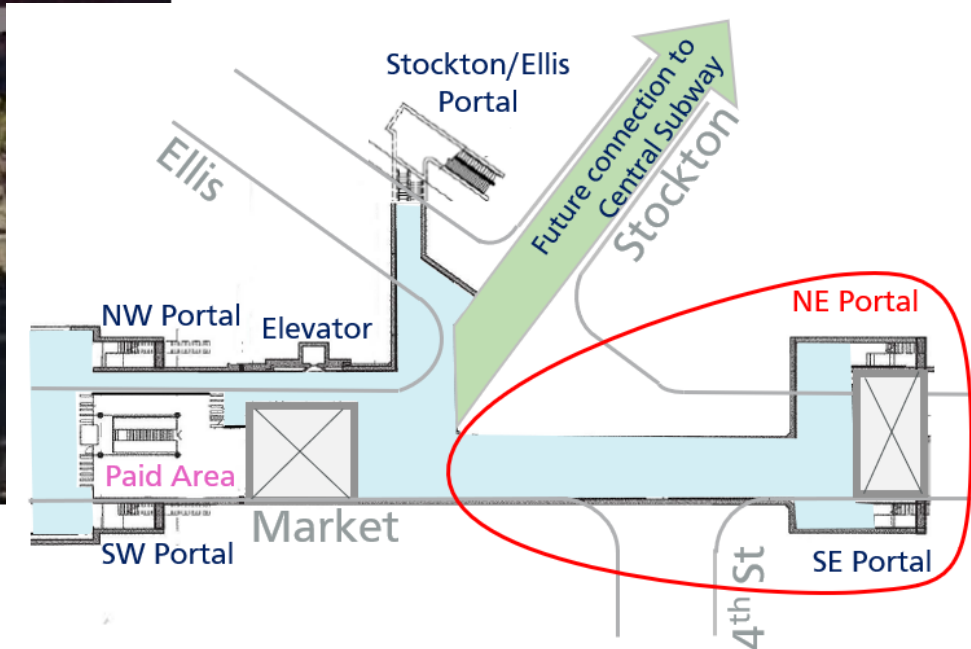 Stockton/Ellis
Portal
Ellis
Future connection to
Central Subway
Stockton
NW Portal
Elevator
NE Portal
Paid Area
Market
SW Portal
SE Portal
4th St